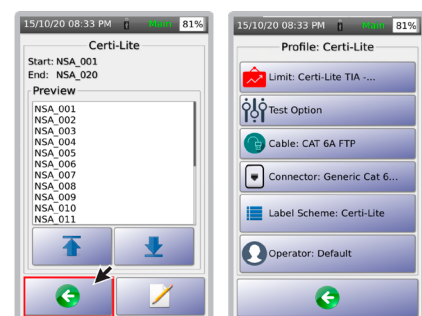 15/10/20 08:33 PM Main 81%
Certi-Lite
Start: NSA_001
End: NSA_020
Preview
NSA_001
NSA_002
NSA_003
NSA_004
NSA_005
NSA_006
NSA_007
NSA_008
NSA_009
NSA_010
NSA_011
15/10/20 08:33 PM Main 81%
Profile: Certi-Lite
Limit: Certi-Lite TIA -...
Test Option
Cable: CAT 6A FTP
Connector: Generic Cat 6...
Label Scheme: Certi-Lite
Operator: Default